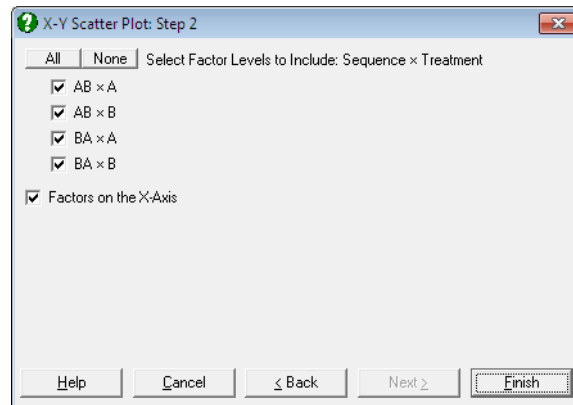 X-Y Scatter Plot: Step 2
All None Select Factor Levels to Include: Sequence × Treatment
AB × A
AB × B
BA × A
BA × B
Factors on the X-Axis
Help Cancel < Back Next > Finish